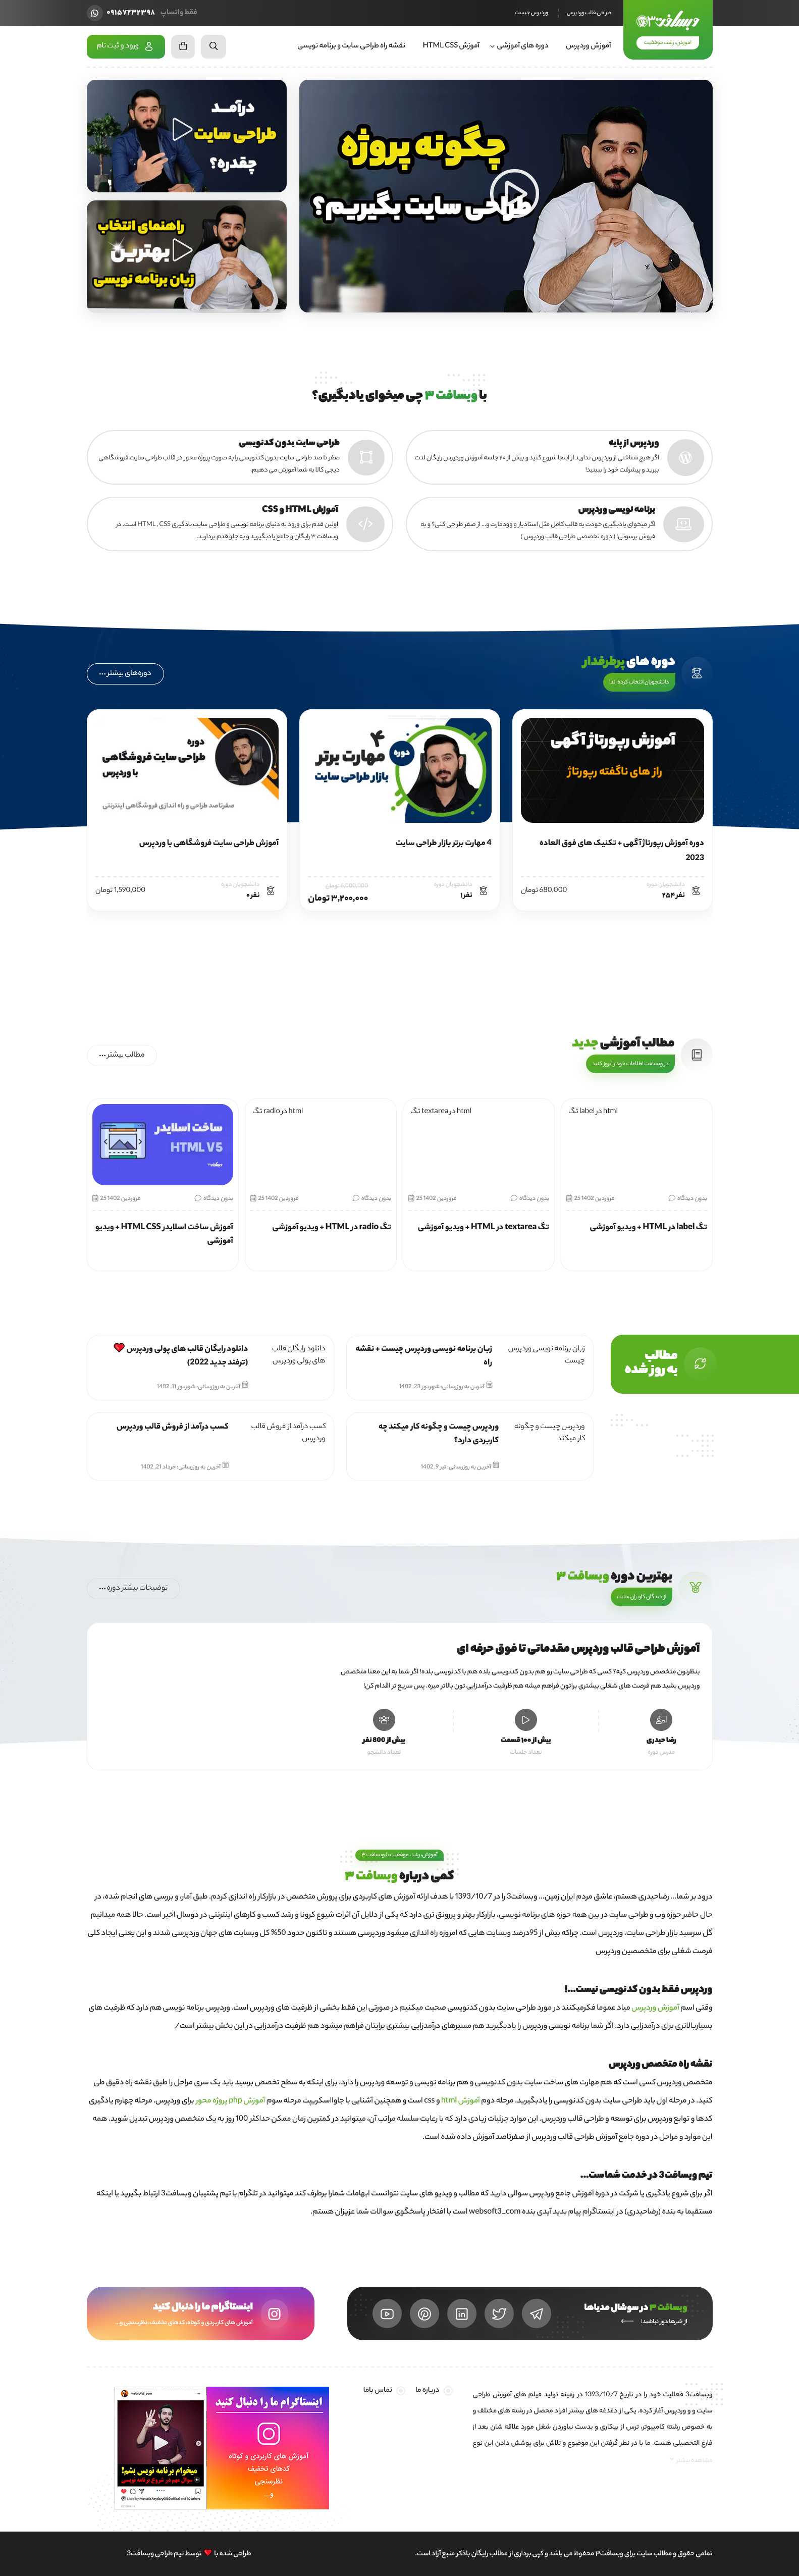 طراحی قالب وردپرس
وردپرس چیست
فقط واتساپ ۰۹۱۵۷۲۳۲۳۹۸
وبسافت۳
آموزش، رشد، موفقیت
آموزش وردپرس
دوره های آموزشی
آموزش HTML CSS
نقشه راه طراحی سایت و برنامه نویسی
ورود و ثبت نام
چگونه پروژه
طراحی سایت بگیریم؟
درآمد
طراحی سایت
چقدره؟
راهنمای انتخاب
بهترین
زبان برنامه نویسی
با وبسافت ۳ چی میخوای یادبگیری؟
وردپرس از پایه
اگر هیچ شناختی از وردپرس ندارید از اینجا شروع کنید و بیش از ۲۰ جلسه آموزش وردپرس رایگان لذت
ببرید و پیشرفت خود را ببینید!
طراحی سایت بدون کدنویسی
صفر تا صد طراحی سایت بدون کدنویسی را به صورت پروژه محور در قالب طراحی سایت فروشگاهی
دیجی کالا به شما آموزش می دهیم.
برنامه نویسی وردپرس
اگر میخوای یادبگیری خودت یه قالب کامل مثل استادیار و وودمارت و... از صفر طراحی کنی؟ و به
فروش برسونی! ( دوره تخصصی طراحی قالب وردپرس )
آموزش HTML و CSS
اولین قدم برای ورود به دنیای برنامه نویسی و طراحی سایت یادگیری HTML , CSS است. در
وبسافت ۳ رایگان و جامع یادبگیرید و به جلو قدم بردارید.
دوره های پرطرفدار
دانشجویان انتخاب کرده اند!
دوره‌های بیشتر ...
آموزش رپورتاژ آگهی
راز های ناگفته رپورتاژ
دوره آموزش رپورتاژ آگهی + تکنیک های فوق العاده
2023
دانشجویان دوره
۲۵۴ نفر
680,000 تومان
۴
مهارت برتر
بازار طراحی سایت
دوره
4 مهارت برتر بازار طراحی سایت
دانشجویان دوره
۱ نفر
۳,۲۰۰,۰۰۰ تومان
دوره
طراحی سایت فروشگاهی
با وردپرس
صفرتاصد طراحی و راه اندازی فروشگاهی اینترنتی
آموزش طراحی سایت فروشگاهی با وردپرس
دانشجویان دوره
۰ نفر
1,590,000 تومان
مطالب آموزشی جدید
در وبسافت اطلاعات خود را بروز کنید
مطالب بیشتر ...
تگ label در html
بدون دیدگاه
25 فروردین 1402
تگ label در HTML + ویدیو آموزشی
تگ textarea در html
بدون دیدگاه
25 فروردین 1402
تگ textarea در HTML + ویدیو آموزشی
تگ radio در html
بدون دیدگاه
25 فروردین 1402
تگ radio در HTML + ویدیو آموزشی
ساخت اسلایدر
HTML V5
بدون دیدگاه
25 فروردین 1402
آموزش ساخت اسلایدر HTML CSS + ویدیو
آموزشی
مطالب
به روز شده
زبان برنامه نویسی وردپرس
چیست
زبان برنامه نویسی وردپرس چیست + نقشه
راه
آخرین به روزرسانی: شهریور 23, 1402
دانلود رایگان قالب
های پولی وردپرس
دانلود رایگان قالب های پولی وردپرس ❤️
(ترفند جدید 2022)
آخرین به روزرسانی: شهریور 11, 1402
وردپرس چیست و چگونه
کار میکند
وردپرس چیست و چگونه کار میکند چه
کاربردی دارد؟
آخرین به روزرسانی: تیر 9, 1402
کسب درآمد از فروش قالب
وردپرس
کسب درآمد از فروش قالب وردپرس
آخرین به روزرسانی: خرداد 21, 1402
بهترین دوره وبسافت ۳
از دیدگان کاربران سایت
توضیحات بیشتر دوره ...
آموزش طراحی قالب وردپرس مقدماتی تا فوق حرفه ای
بنظرتون متخصص وردپرس کیه؟ کسی که طراحی سایت رو هم بدون کدنویسی بلده هم با کدنویسی بلده! اگر شما به این معنا متخصص
وردپرس بشید هم فرصت های شغلی بیشتری براتون فراهم میشه هم ظرفیت درآمدزایی تون بالاتر میره. پس سریع تر اقدام کن!
رضا حیدری
مدرس دوره
بیش از ۱۰۰ قسمت
تعداد جلسات
بیش از 800 نفر
تعداد دانشجو
آموزش، رشد، موفقیت با وبسافت ۳
کمی درباره وبسافت ۳
درود بر شما… رضاحیدری هستم، عاشق مردم ایران زمین… وبسافت3 را در 1393/10/7 با هدف ارائه آموزش های کاربردی برای پرورش متخصص در بازارکار راه اندازی کردم. طبق آمار و بررسی های انجام شده، در
حال حاضر حوزه وب و طراحی سایت در بین همه حوزه های برنامه نویسی، بازارکار بهتر و پررونق تری دارد که یکی از دلایل آن اثرات شیوع کرونا و رشد کسب و کارهای اینترنتی در دوسال اخیر است. حالا همه میدانیم
گل سرسبد بازار طراحی سایت، وردپرس است. چراکه بیش از 95درصد وبسایت هایی که امروزه راه اندازی میشود وردپرسی هستند و تاکنون حدود 50% کل وبسایت های جهان وردپرسی شدند و این یعنی ایجاد کلی
فرصت شغلی برای متخصصین وردپرس
وردپرس فقط بدون کدنویسی نیست…!
وقتی اسم آموزش وردپرس میاد عموما فکرمیکنند در مورد طراحی سایت بدون کدنویسی صحبت میکنیم در صورتی این فقط بخشی از ظرفیت های وردپرس است. وردپرس برنامه نویسی هم دارد که ظرفیت های
بسیاربالاتری برای درآمدزایی دارد. اگر شما برنامه نویسی وردپرس را یادبگیرید هم مسیرهای درآمدزایی بیشتری برایتان فراهم میشود هم ظرفیت درآمدزایی در این بخش بیشتر است/
نقشه راه متخصص وردپرس
متخصص وردپرس کسی است که هم مهارت های ساخت سایت بدون کدنویسی و هم برنامه نویسی و توسعه وردپرس را دارد. برای اینکه به سطح تخصص برسید باید یک سری مراحل را طبق نقشه راه دقیق طی
کنید. در مرحله اول باید طراحی سایت بدون کدنویسی را یادبگیرید. مرحله دوم آموزش html و css است و همچنین آشنایی با جاوااسکریپت مرحله سوم آموزش php پروژه محور برای وردپرس. مرحله چهارم یادگیری
کدها و توابع وردپرس برای توسعه و طراحی قالب وردپرس. این موارد جزئیات زیادی دارد که با رعایت سلسله مراتب آن، میتوانید در کمترین زمان ممکن حداکثر 100 روز به یک متخصص وردپرس تبدیل شوید. همه
این موارد و مراحل در دوره جامع آموزش طراحی قالب وردپرس از صفرتاصد آموزش داده شده است.
تیم وبسافت3 در خدمت شماست…
اگر برای شروع یادگیری یا شرکت در دوره آموزش جامع وردپرس سوالی دارید که مطالب و ویدیو های سایت نتوانست ابهامات شمارا برطرف کند میتوانید در تلگرام با تیم پشتیبان وبسافت3 ارتباط بگیرید یا اینکه
مستقیما به بنده (رضاحیدری) در اینستاگرام پیام بدید آیدی بنده websoft3_com است با افتخار پاسخگوی سوالات شما عزیزان هستم.
وبسافت ۳ در سوشال مدیاها
از خبرها دور نباشید!
اینستاگرام ما را دنبال کنید
آموزش های کاربردی و کوتاه، کدهای تخفیف، نظرسنجی و...
وبسافت3 فعالیت خود را در تاریخ 1393/10/7 در زمینه تولید فیلم های آموزش طراحی
سایت و و وردپرس آغاز کرده. یکی از دغدغه های بیشتر افراد محصل در رشته های مختلف و
به خصوص رشته کامپیوتر، ترس از بیکاری و بدست نیاوردن شغل مورد علاقه شان بعد از
فارغ التحصیلی هست. ما با در نظر گرفتن این موضوع و تلاش برای پوشش دادن این نوع
مشاهده بیشتر
درباره ما
تماس باما
اینستاگرام ما را دنبال کنید
آموزش های کاربردی و کوتاه
کدهای تخفیف
نظرسنجی
و...
میخوام برنامه نویس بشم!
تمامی حقوق و مطالب سایت برای وبسافت۳ محفوظ می باشد و کپی برداری از مطالب رایگان باذکر منبع آزاد است.
طراحی شده با ❤ توسط تیم طراحی وبسافت3